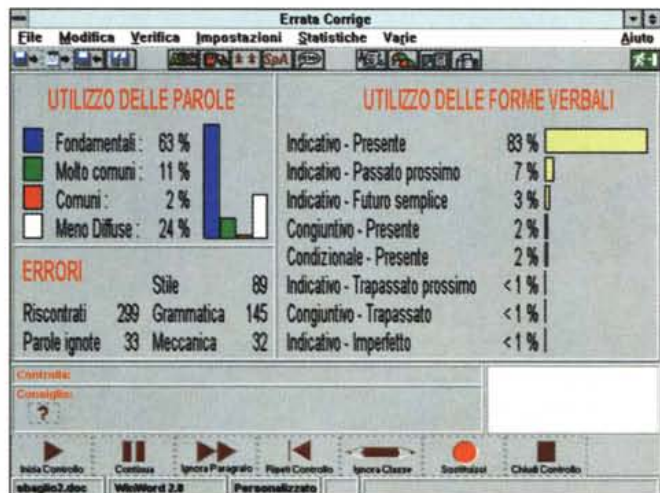 Errata Corrige
File Modifica Verifica Impostazioni Statistiche Varie Aiuto
SpA
UTILIZZO DELLE PAROLE
Fondamentali : 63 %
Molto comuni : 11 %
Comuni : 2 %
Meno Diffuse : 24 %
ERRORI
Stile 89
Riscontrati 299 Grammatica 145
Parole ignote 33 Meccanica 32
UTILIZZO DELLE FORME VERBALI
Indicativo - Presente 83 %
Indicativo - Passato prossimo 7 %
Indicativo - Futuro semplice 3 %
Congiuntivo - Presente 2 %
Condizionale - Presente 2 %
Indicativo - Trapassato prossimo <1 %
Congiuntivo - Trapassato <1 %
Indicativo - Imperfetto <1 %
Controlla:
Consiglio:
?
Inizia Controllo Continua Ignora Paragrafo Ripeti Controllo Ignora Classe Sostituisci Chiudi Controllo
sbaglio2.doc WinWord 2.0 Personalizzato